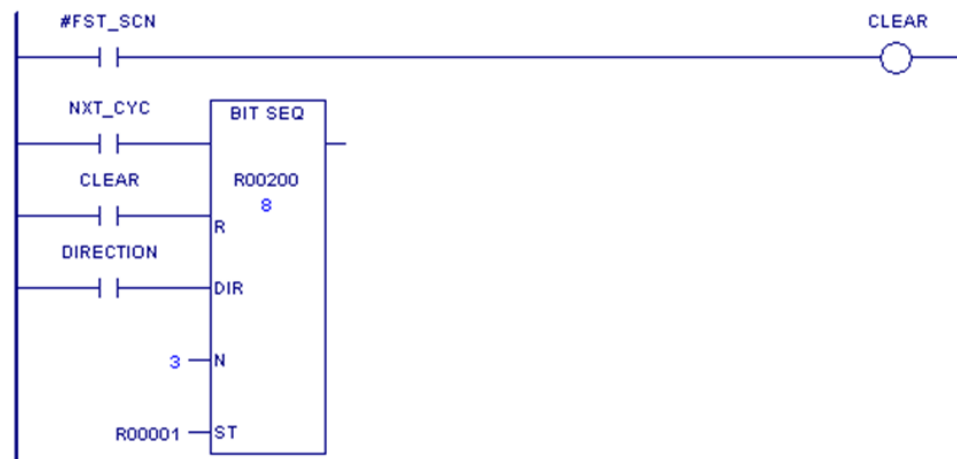 #FST_SCN CLEAR
NXT_CYC BIT SEQ
CLEAR R00200
8
R
DIRECTION
DIR
3 N
R00001 ST